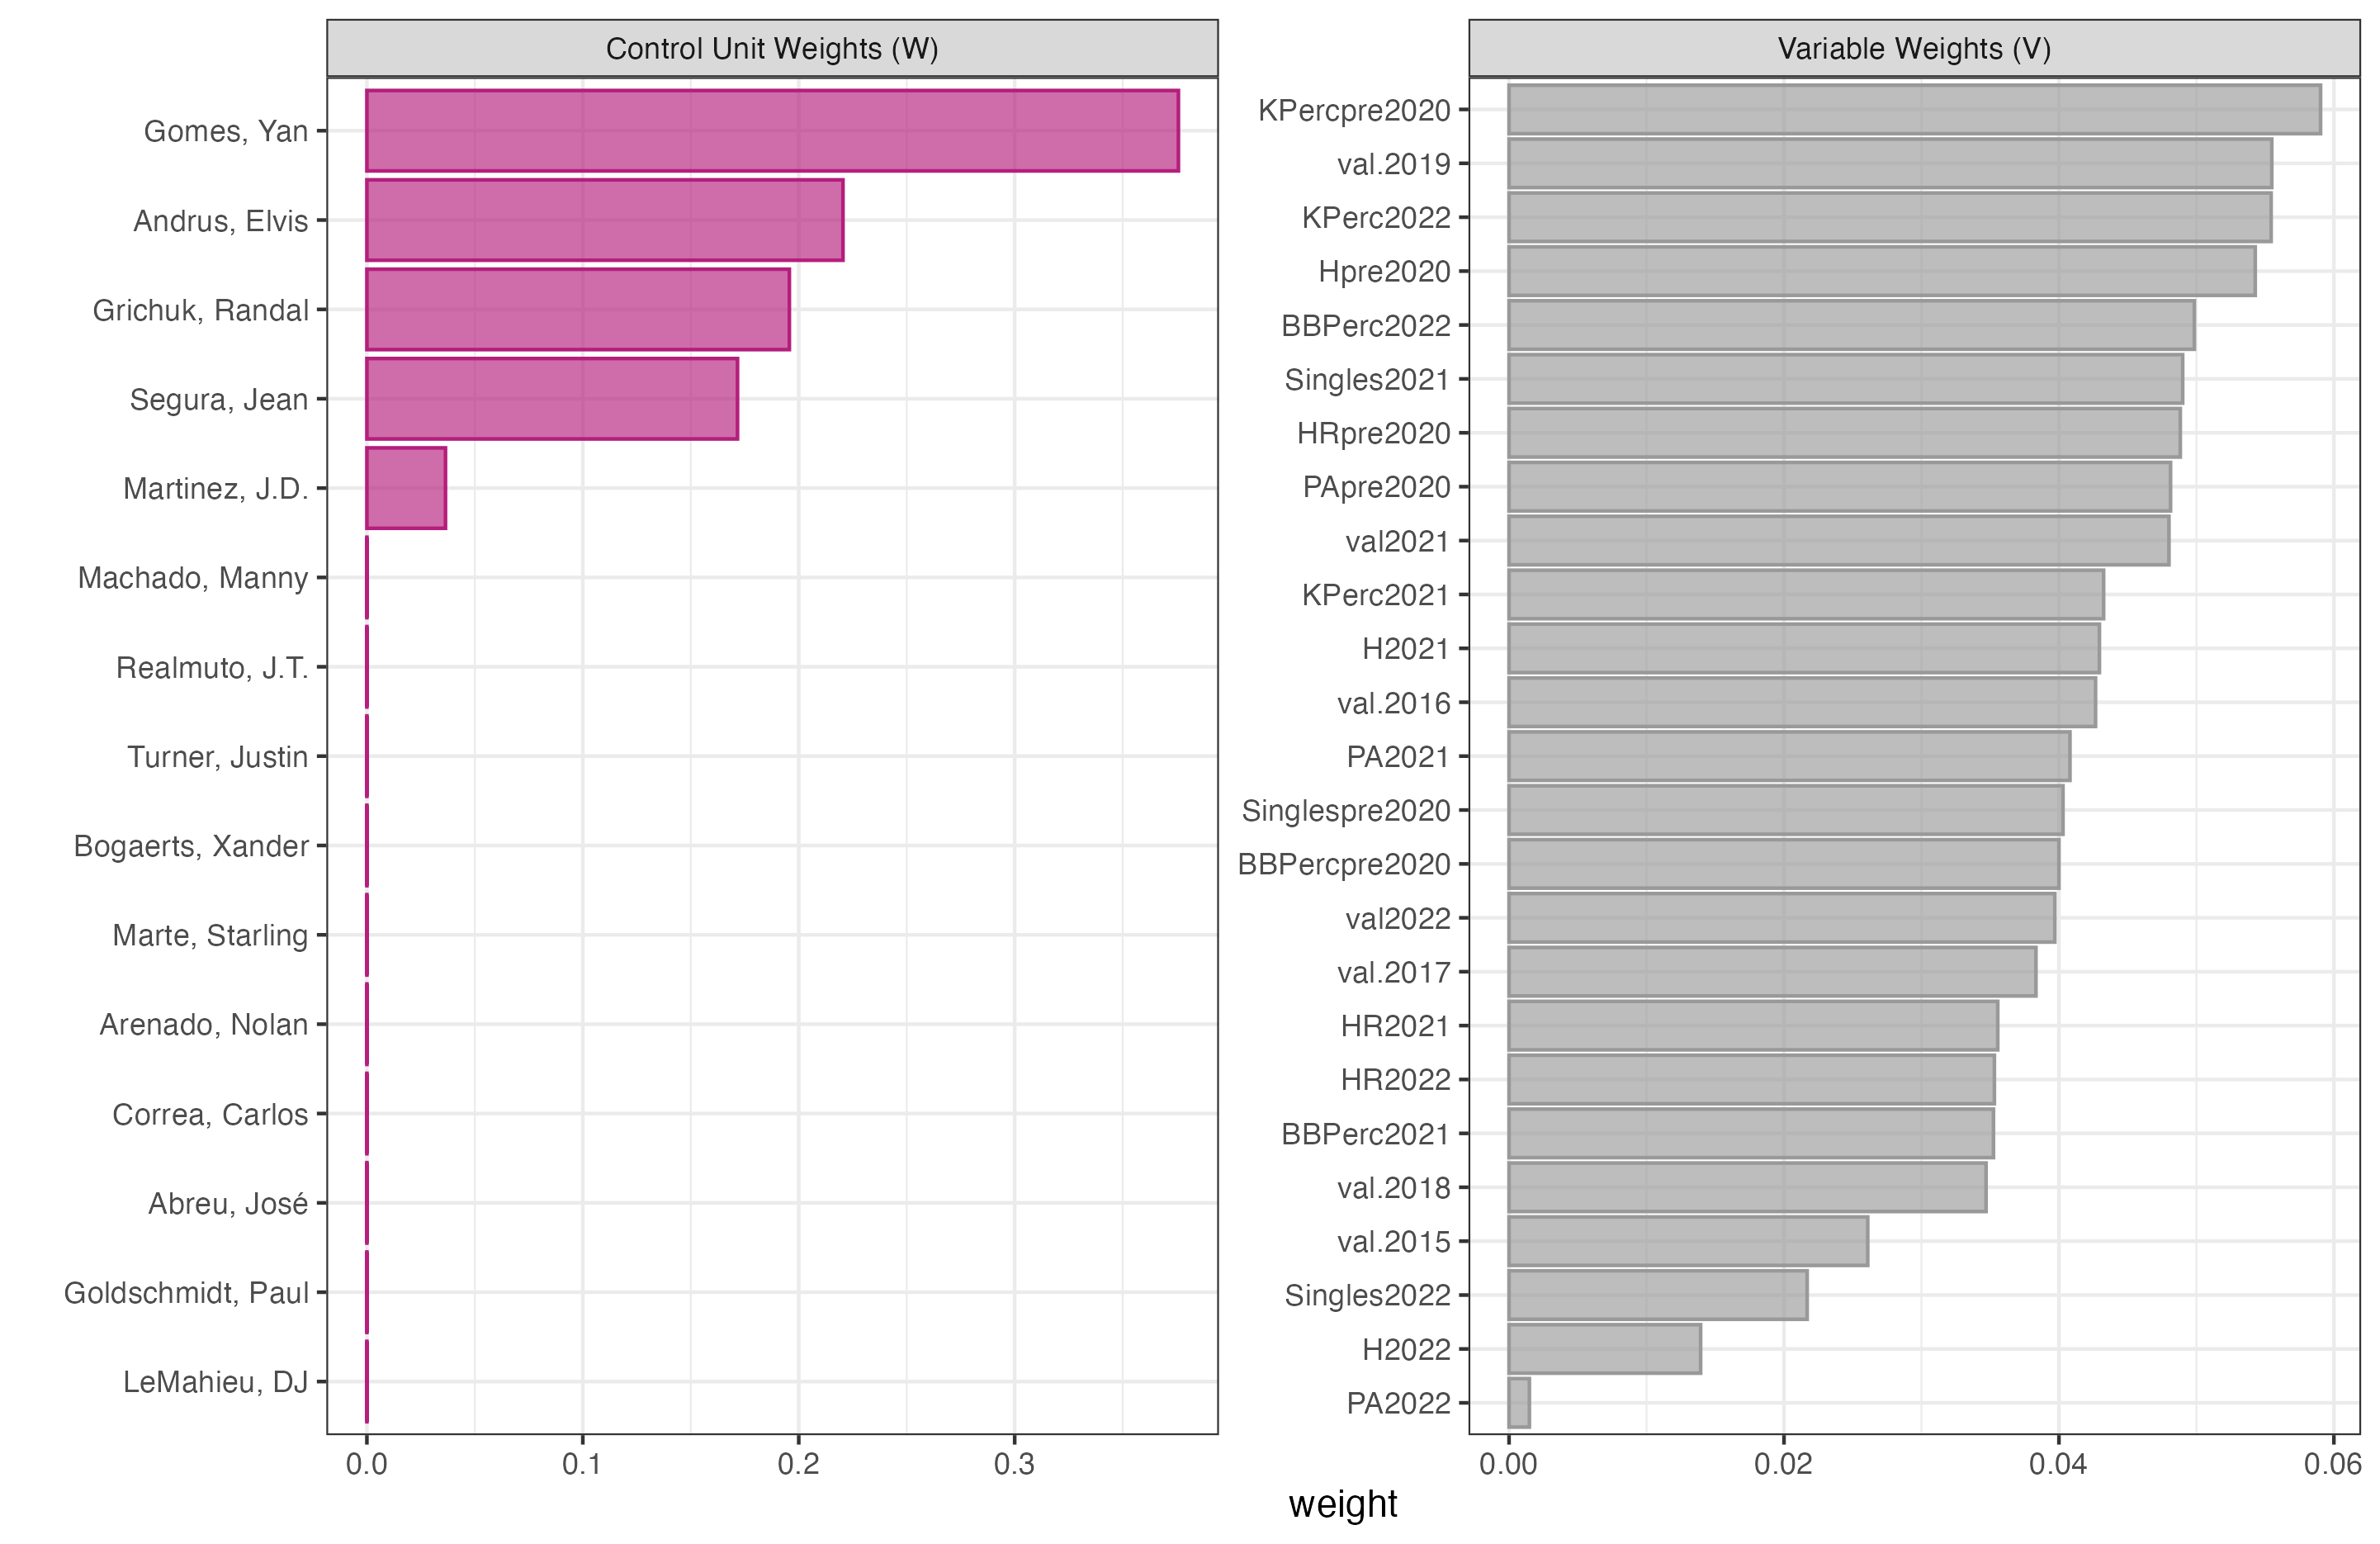 Control Unit Weights (W)
Gomes, Yan
Andrus, Elvis
Grichuk, Randal
Segura, Jean
Martinez, J.D.
Machado, Manny
Realmuto, J.T.
Turner, Justin
Bogaerts, Xander
Marte, Starling
Arenado, Nolan
Correa, Carlos
Abreu, José
Goldschmidt, Paul
LeMahieu, DJ
0.0 0.1 0.2 0.3
Variable Weights (V)
KPercpre2020
val.2019
KPerc2022
Hpre2020
BBPerc2022
Singles2021
HRpre2020
PApre2020
val2021
KPerc2021
H2021
val.2016
PA2021
Singlespre2020
BBPercpre2020
val2022
val.2017
HR2021
HR2022
BBPerc2021
val.2018
val.2015
Singles2022
H2022
PA2022
0.00 0.02 0.04 0.06
weight